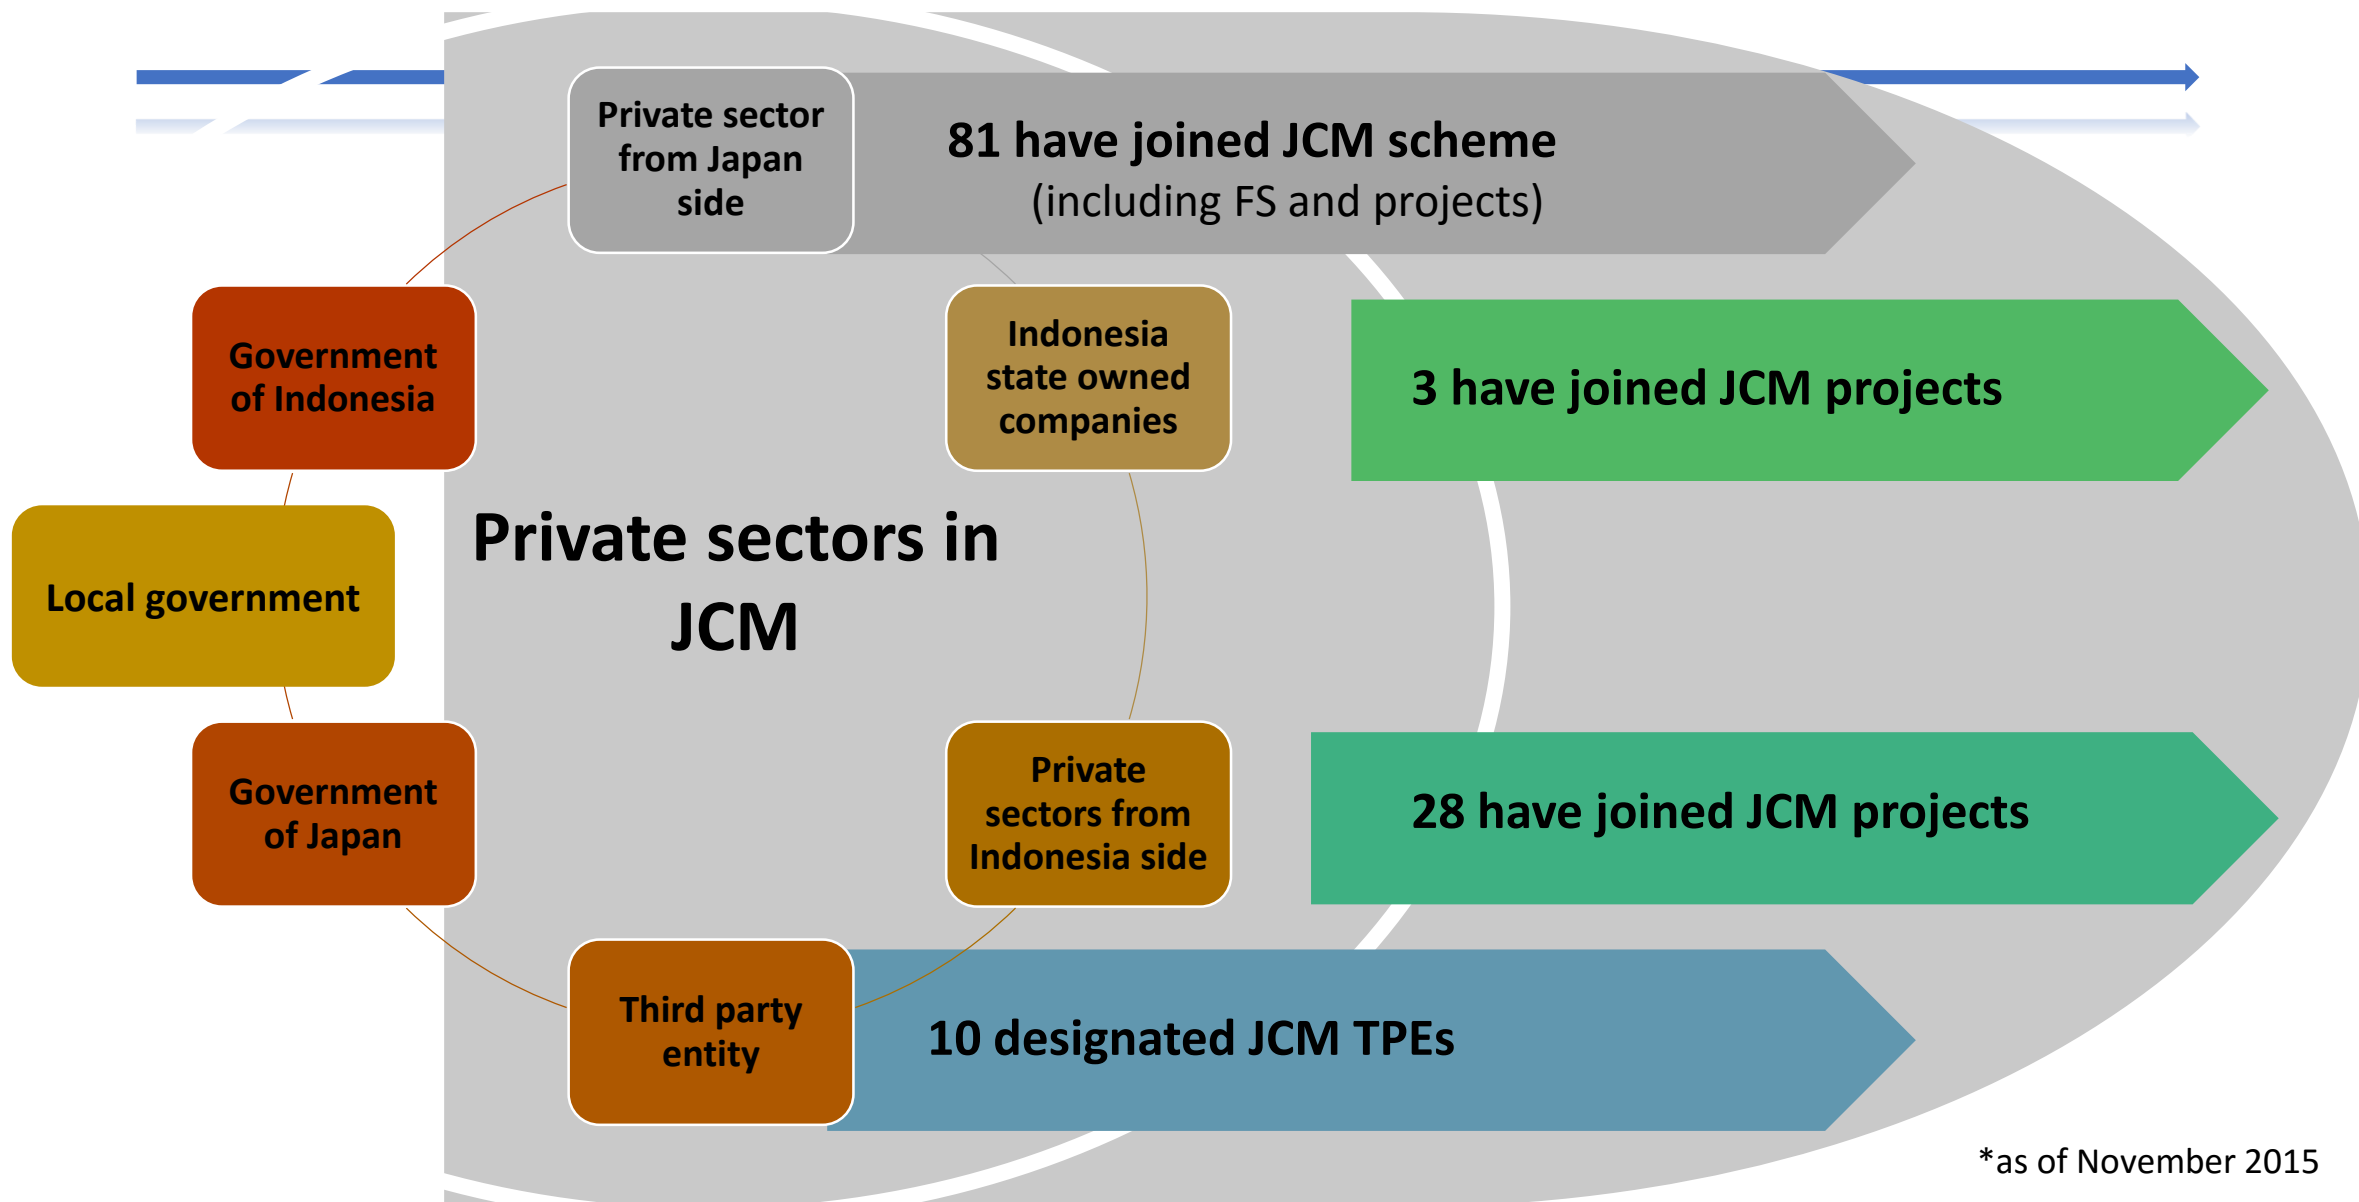 Private sector
from Japan
side
81 have joined JCM scheme
(including FS and projects)
Government
of Indonesia
Indonesia
state owned
companies
3 have joined JCM projects
Local government
Private sectors in
JCM
Government
of Japan
Private
sectors from
Indonesia side
28 have joined JCM projects
Third party
entity
10 designated JCM TPEs
*as of November 2015